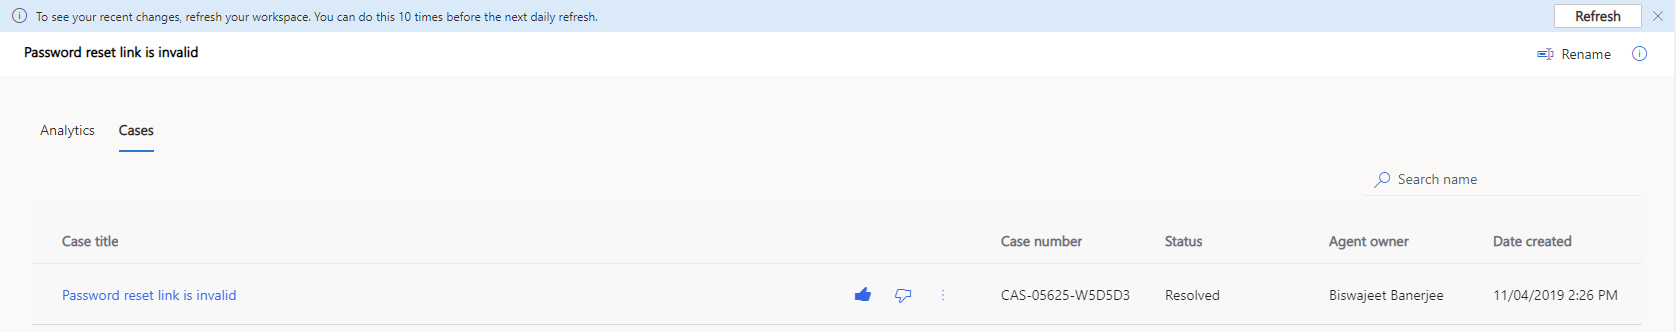 To see your recent changes, refresh your workspace. You can do this 10 times before the next daily refresh. Refresh
Password reset link is invalid Rename
Analytics Cases
Search name
Case title Case number Status Agent owner Date created
Password reset link is invalid CAS-05625-W5D5D3 Resolved Biswajeet Banerjee 11/04/2019 2:26 PM